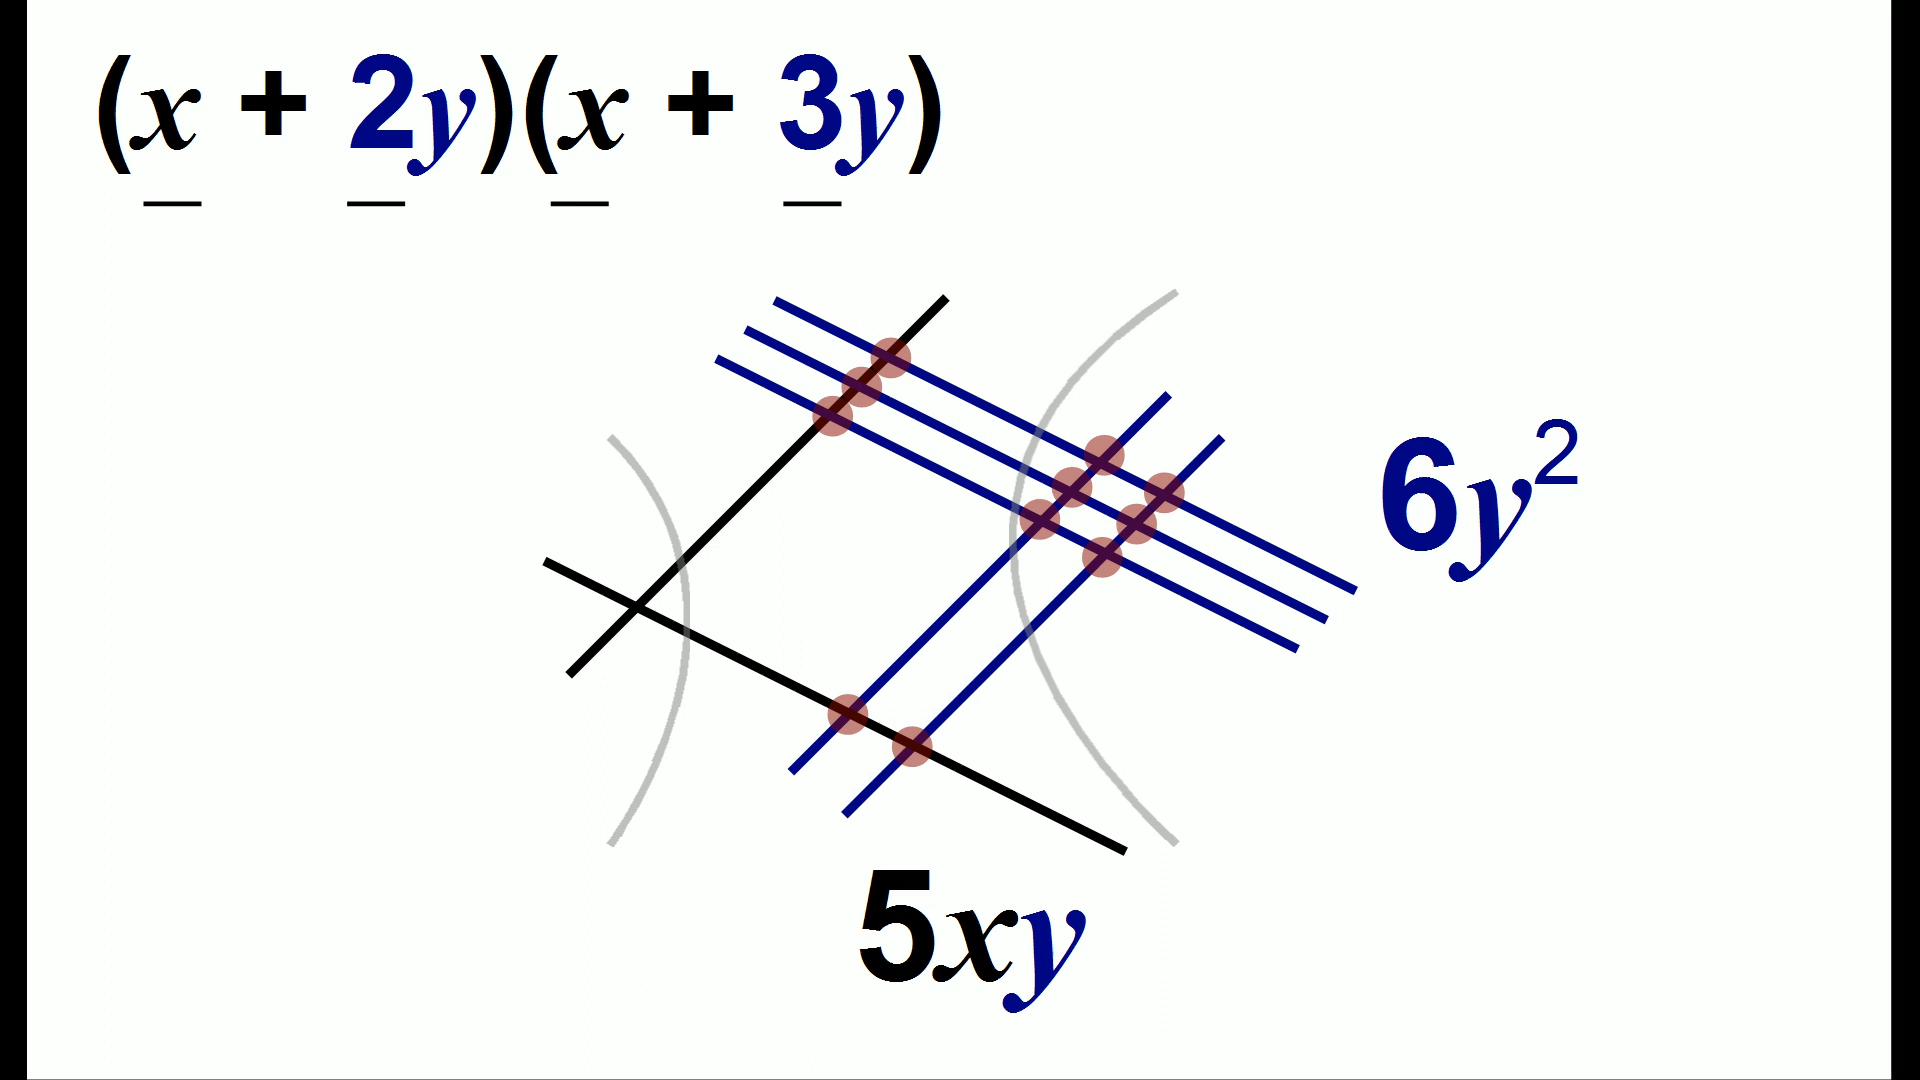 (x + 2y)(x + 3y)
6y²
5xy